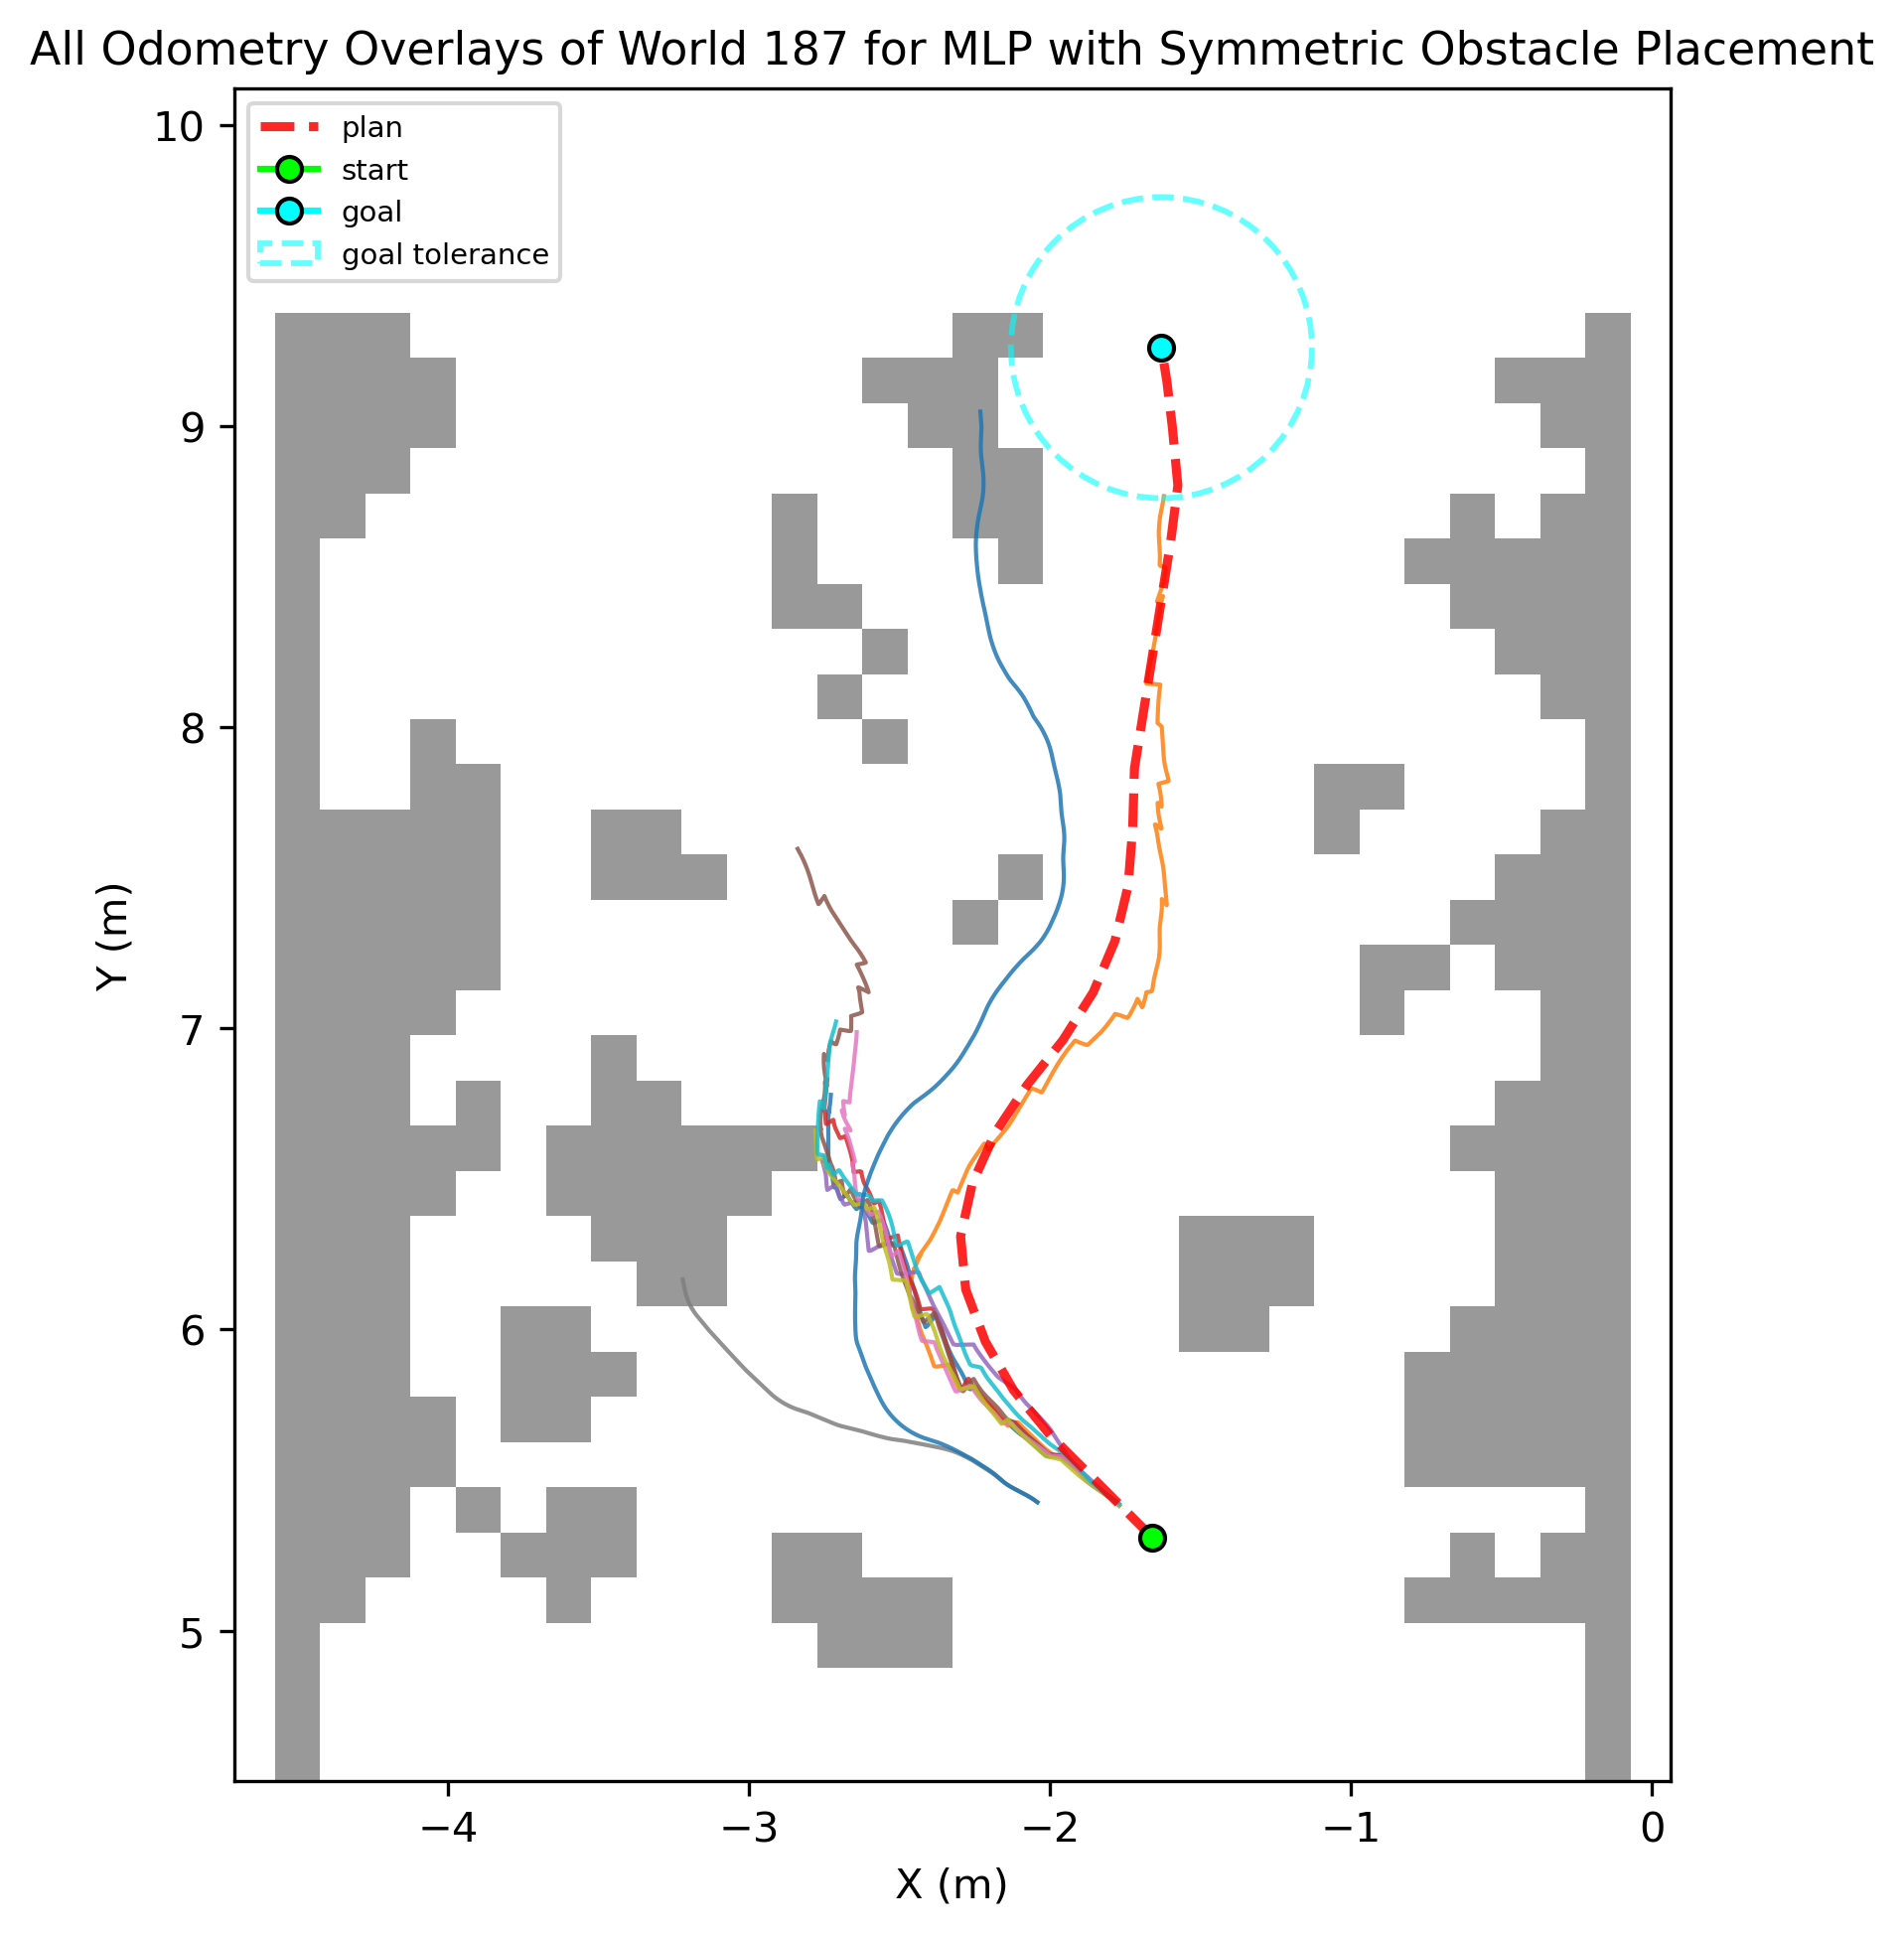 All Odometry Overlays of World 187 for MLP with Symmetric Obstacle Placement
plan
start
goal
goal tolerance
10
9
8
7
6
5
Y (m)
−4
−3
−2
−1
0
X (m)